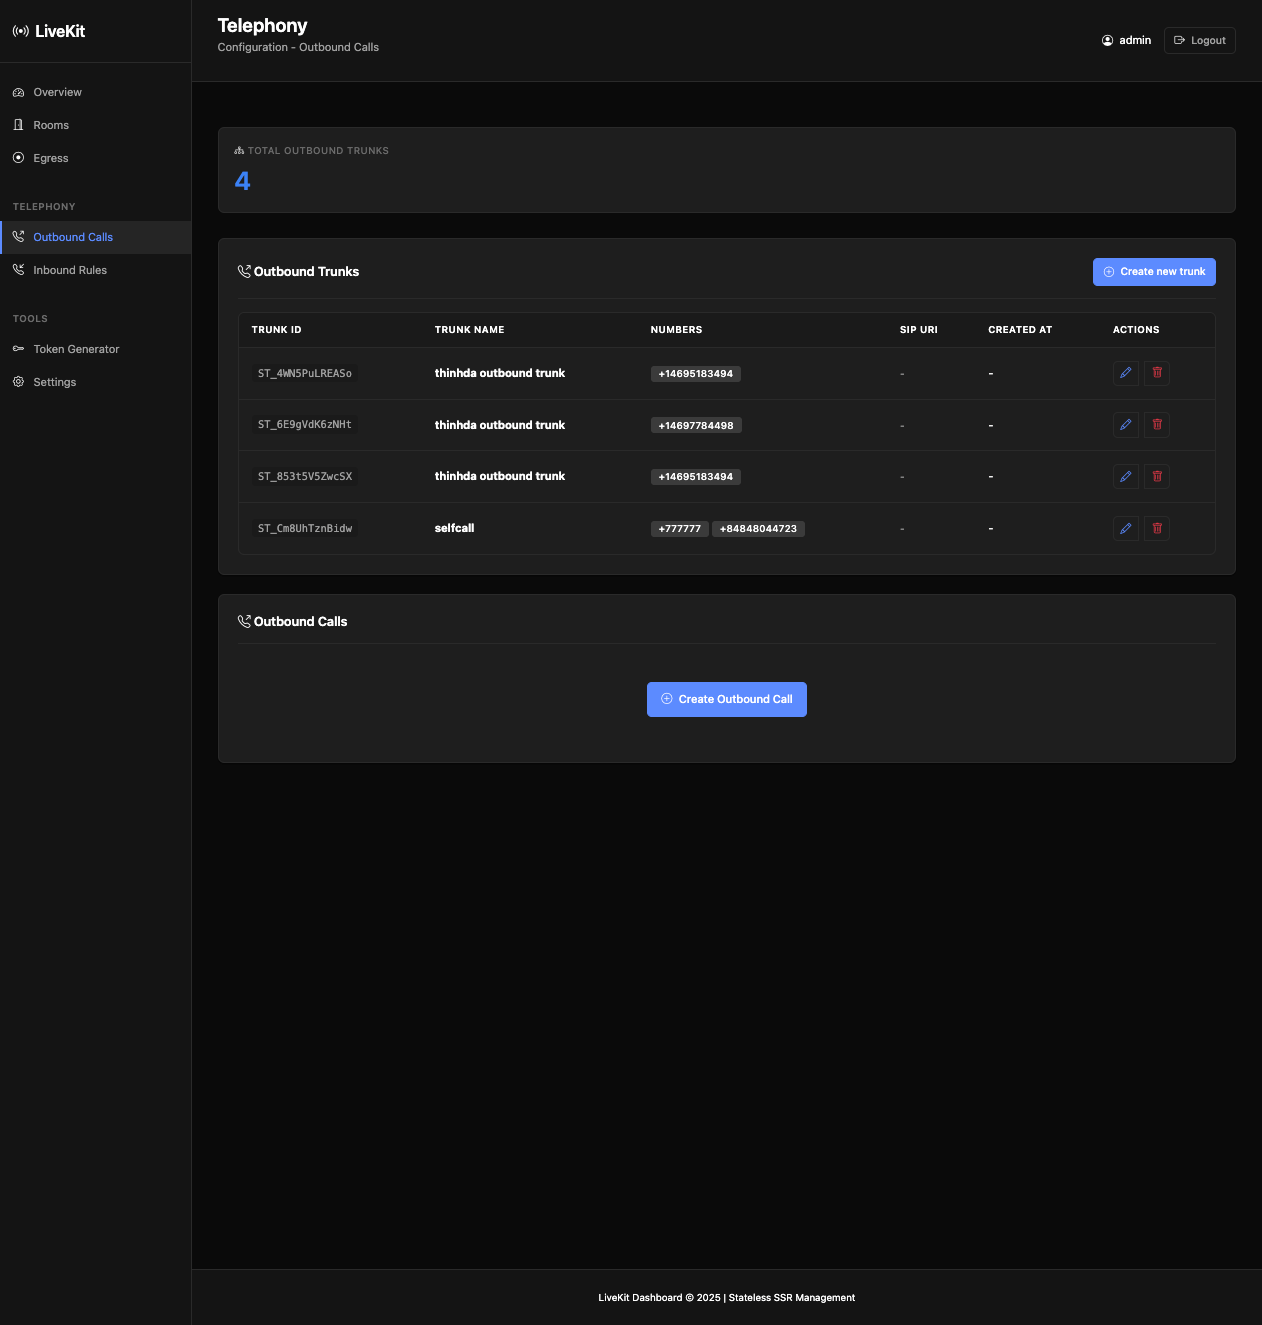 LiveKit
Telephony
Configuration - Outbound Calls
admin
Logout
Overview
Rooms
Egress
TELEPHONY
Outbound Calls
Inbound Rules
TOOLS
Token Generator
Settings
TOTAL OUTBOUND TRUNKS
4
Outbound Trunks
Create new trunk
TRUNK ID TRUNK NAME NUMBERS SIP URI CREATED AT ACTIONS
ST_4WN5PuLREASo thinhda outbound trunk +14695183494 - -
ST_6E9gVdK6zNHt thinhda outbound trunk +14697784498 - -
ST_853t5V5ZwcSX thinhda outbound trunk +14695183494 - -
ST_Cm8UhTznBidw selfcall +777777 +84848044723 - -
Outbound Calls
Create Outbound Call
LiveKit Dashboard © 2025 | Stateless SSR Management